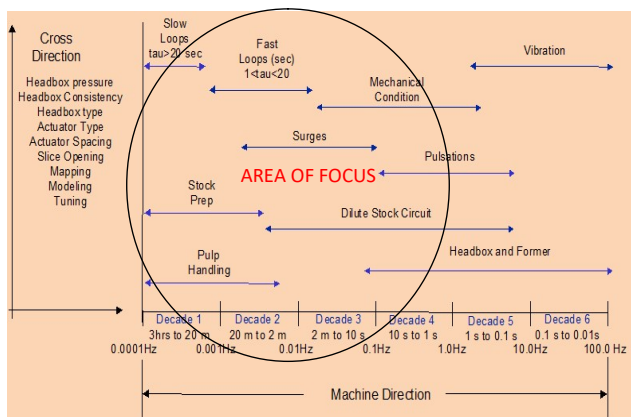 Cross
Direction
Headbox pressure
Headbox Consistency
Headbox type
Actuator Type
Actuator Spacing
Slice Opening
Mapping
Modeling
Tuning
Slow
Loops
tau>20 sec
Fast
Loops (sec)
1<tau<20
Vibration
Mechanical
Condition
Surges
AREA OF FOCUS
Pulsations
Stock
Prep
Dilute Stock Circuit
Pulp
Handling
Headbox and Former
Decade 1 Decade 2 Decade 3 Decade 4 Decade 5 Decade 6
3hrs to 20 m 20 m to 2 m 2 m to 10 s 10 s to 1 s 1 s to 0.1 s 0.1 s to 0.01s
0.0001Hz 0.001Hz 0.01Hz 0.1Hz 1.0Hz 10.0Hz 100.0 Hz
Machine Direction